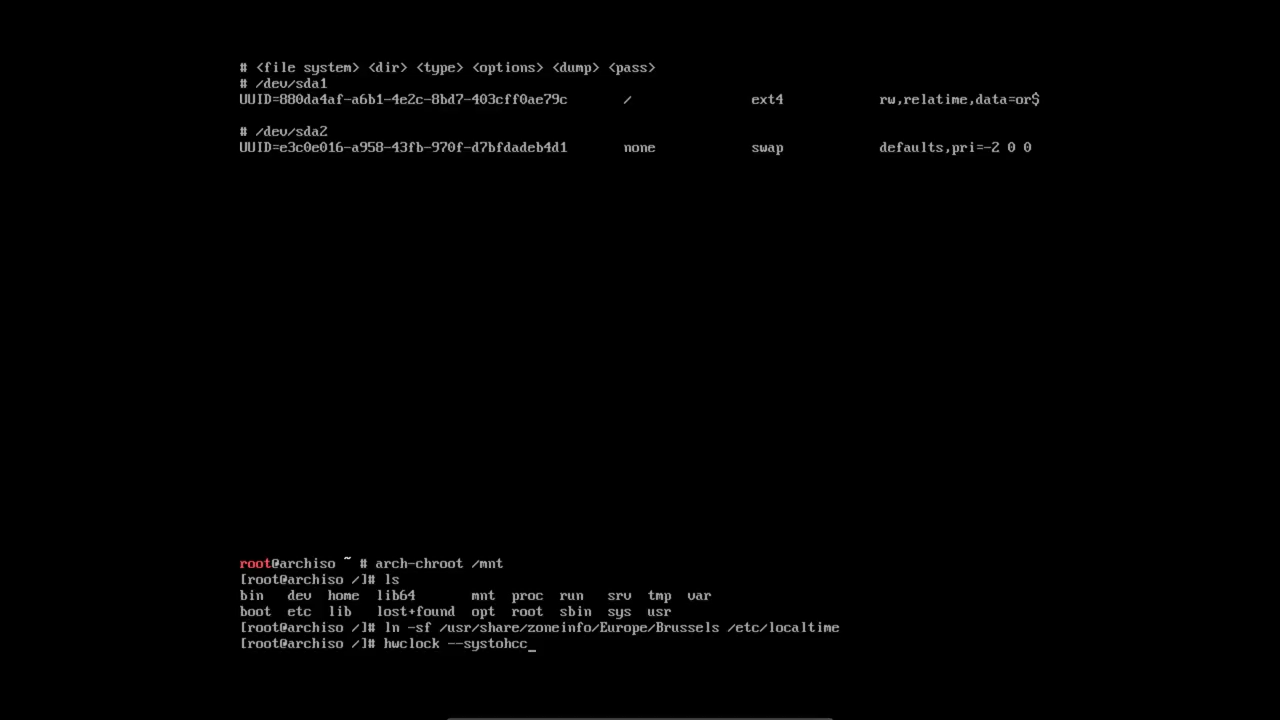 # <file system> <dir> <type> <options> <dump> <pass>
# /dev/sda1
UUID=880da4af-a6b1-4e2c-8bd7-403cff0ae79c / ext4 rw,relatime,data=or$
# /dev/sda2
UUID=e3c0e016-a958-43fb-970f-d7bfdadeb4d1 none swap defaults,pri=-2 0 0
root@archiso ~ # arch-chroot /mnt
[root@archiso /]# ls
bin dev home lib64 mnt proc run srv tmp var
boot etc lib lost+found opt root sbin sys usr
[root@archiso /]# ln -sf /usr/share/zoneinfo/Europe/Brussels /etc/localtime
[root@archiso /]# hwclock --systohcc_